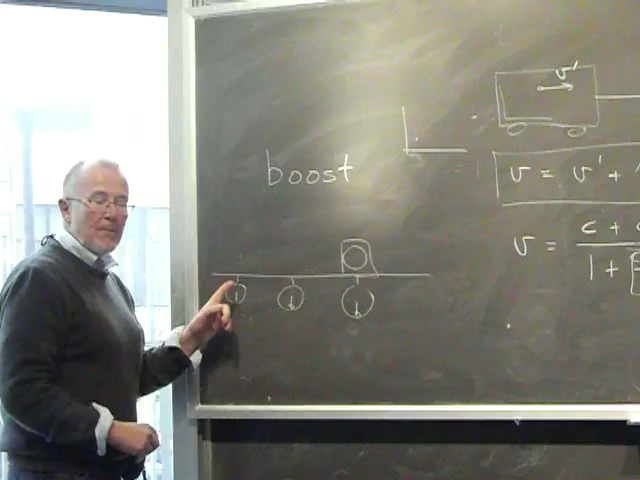 boost
v'
v = v' +
v = c +
1 +